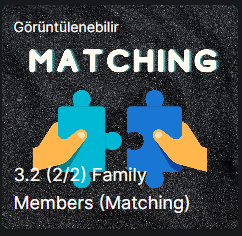 Görüntülenebilir
MATCHING
3.2 (2/2) Family
Members (Matching)